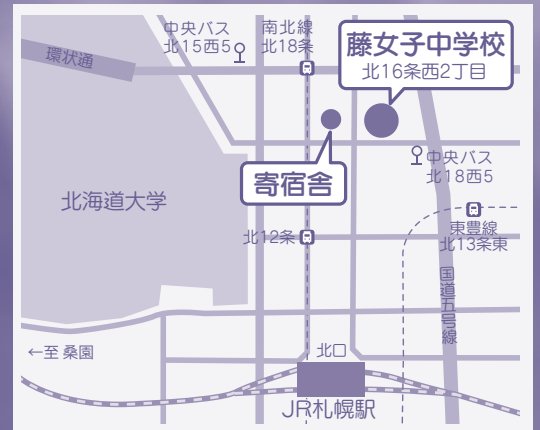 中央バス
北15西5
南北線
北18条
藤女子中学校
北16条西2丁目
環状通
中央バス
北18西5
寄宿舎
北海道大学
東豊線
北13条東
北12条
国道五号線
北口
←至 桑園
JR札幌駅